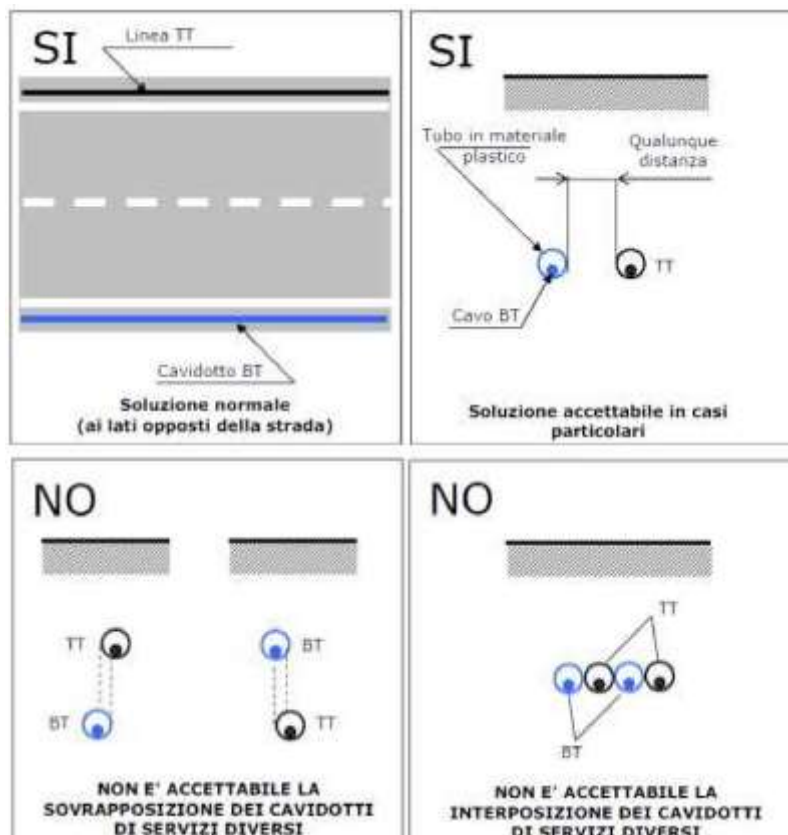 SI
Linea TT
Cavidotto BT
Soluzione normale
(ai lati opposti della strada)
SI
Tubo in materiale
plastico
Qualunque
distanza
TT
Cavo BT
Soluzione accettabile in casi
particolari
NO
TT
BT
BT
TT
NON E' ACCETTABILE LA
SOVRAPPOSIZIONE DEI CAVIDOTTI
DI SERVIZI DIVERSI
NO
TT
BT
NON E' ACCETTABILE LA
INTERPOSIZIONE DEI CAVIDOTTI
DI SERVIZI DIVERSI